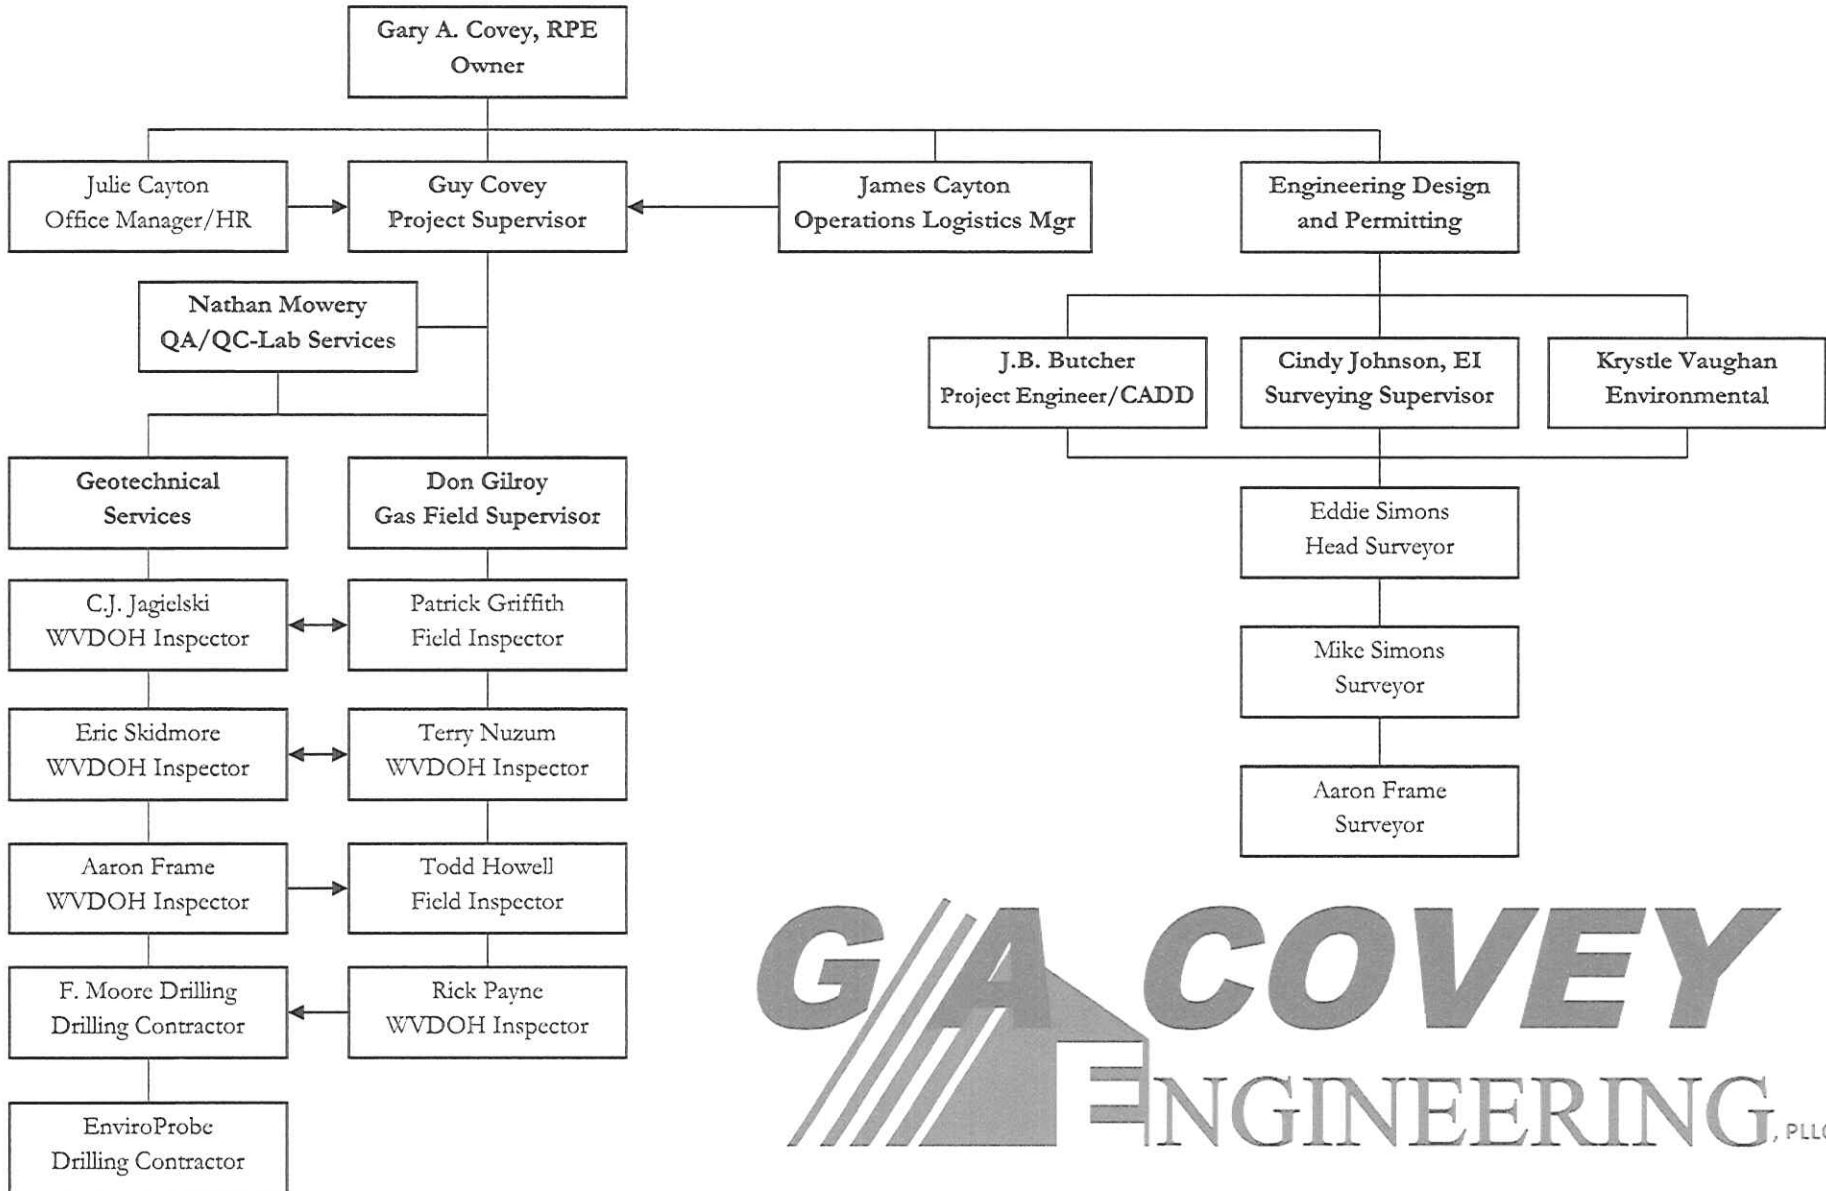 Gary A. Covey, RPE
Owner
Julie Cayton
Office Manager/HR
Guy Covey
Project Supervisor
James Cayton
Operations Logistics Mgr
Engineering Design
and Permitting
Nathan Mowery
QA/QC-Lab Services
J.B. Butcher
Project Engineer/CADD
Cindy Johnson, EI
Surveying Supervisor
Krystle Vaughan
Environmental
Geotechnical
Services
Don Gilroy
Gas Field Supervisor
Eddie Simons
Head Surveyor
C.J. Jagielski
WVDOH Inspector
Patrick Griffith
Field Inspector
Mike Simons
Surveyor
Eric Skidmore
WVDOH Inspector
Terry Nuzum
WVDOH Inspector
Aaron Frame
Surveyor
Aaron Frame
WVDOH Inspector
Todd Howell
Field Inspector
F. Moore Drilling
Drilling Contractor
Rick Payne
WVDOH Inspector
EnviroProbe
Drilling Contractor
G A COVEY
ENGINEERING, PLLC